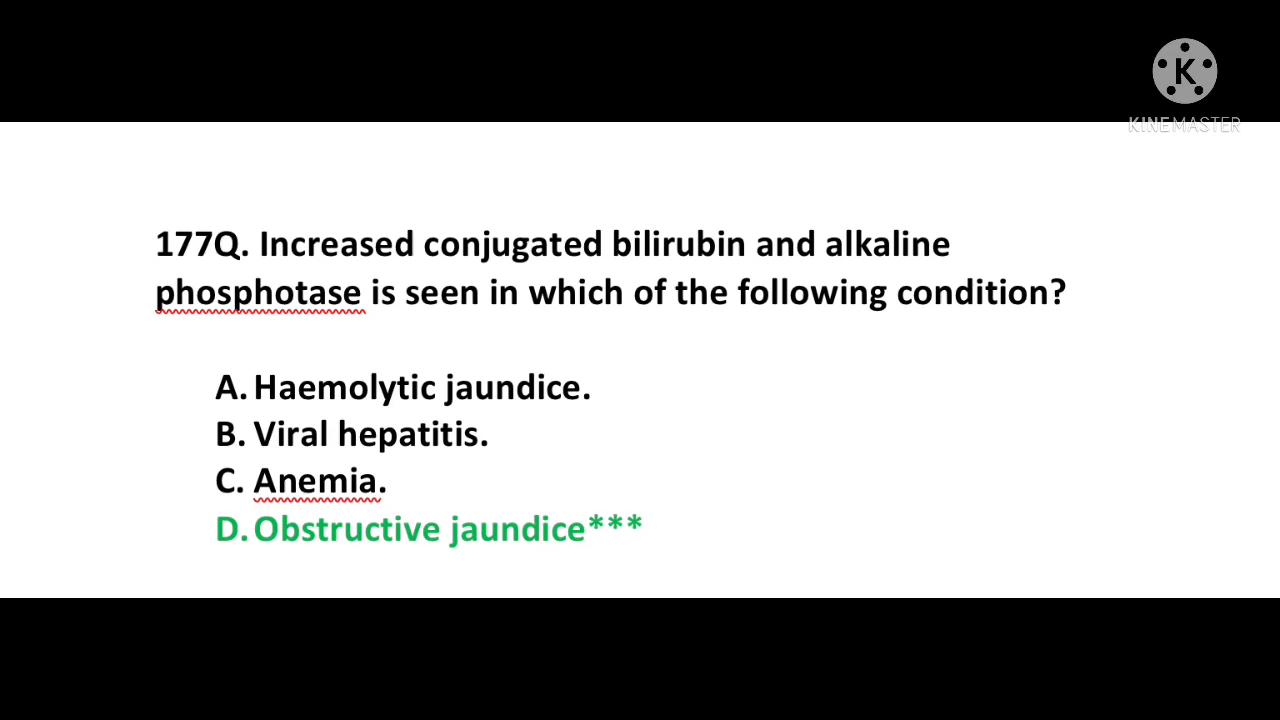 K
KINEMASTER
177Q. Increased conjugated bilirubin and alkaline
phosphotase is seen in which of the following condition?
A. Haemolytic jaundice.
B. Viral hepatitis.
C. Anemia.
D. Obstructive jaundice***